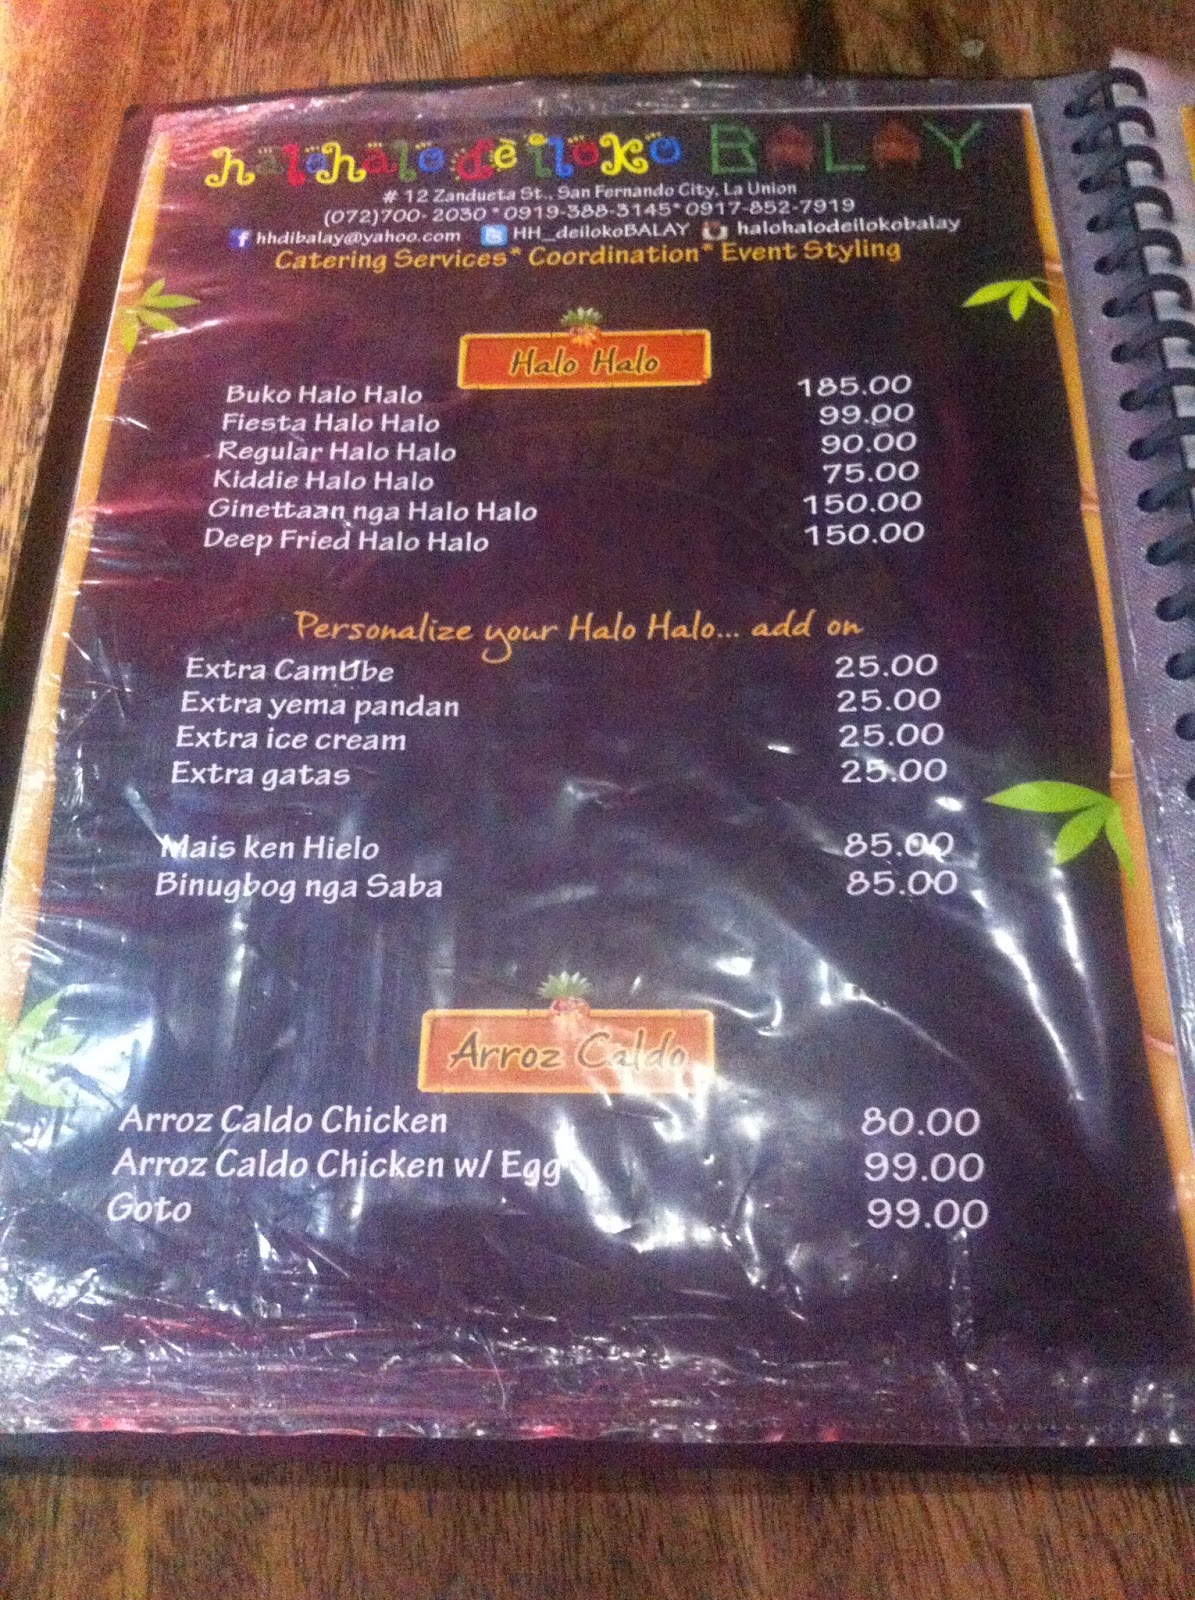 halohalo de iloko BALAY
# 12 Zandueta St., San Fernando City, La Union
(072)700- 2030 * 0919-388-3145* 0917-852-7919
f hhdibalay@yahoo.com HH_deilokoBALAY halohalodeilokobalay
Catering Services* Coordination* Event Styling
Halo Halo
Buko Halo Halo 185.00
Fiesta Halo Halo 99.00
Regular Halo Halo 90.00
Kiddie Halo Halo 75.00
Ginettaan nga Halo Halo 150.00
Deep Fried Halo Halo 150.00
Personalize your Halo Halo... add on
Extra CamUbe 25.00
Extra yema pandan 25.00
Extra ice cream 25.00
Extra gatas 25.00
Mais ken Hielo 85.00
Binugbog nga Saba 85.00
Arroz Caldo
Arroz Caldo Chicken 80.00
Arroz Caldo Chicken w/ Egg 99.00
Goto 99.00